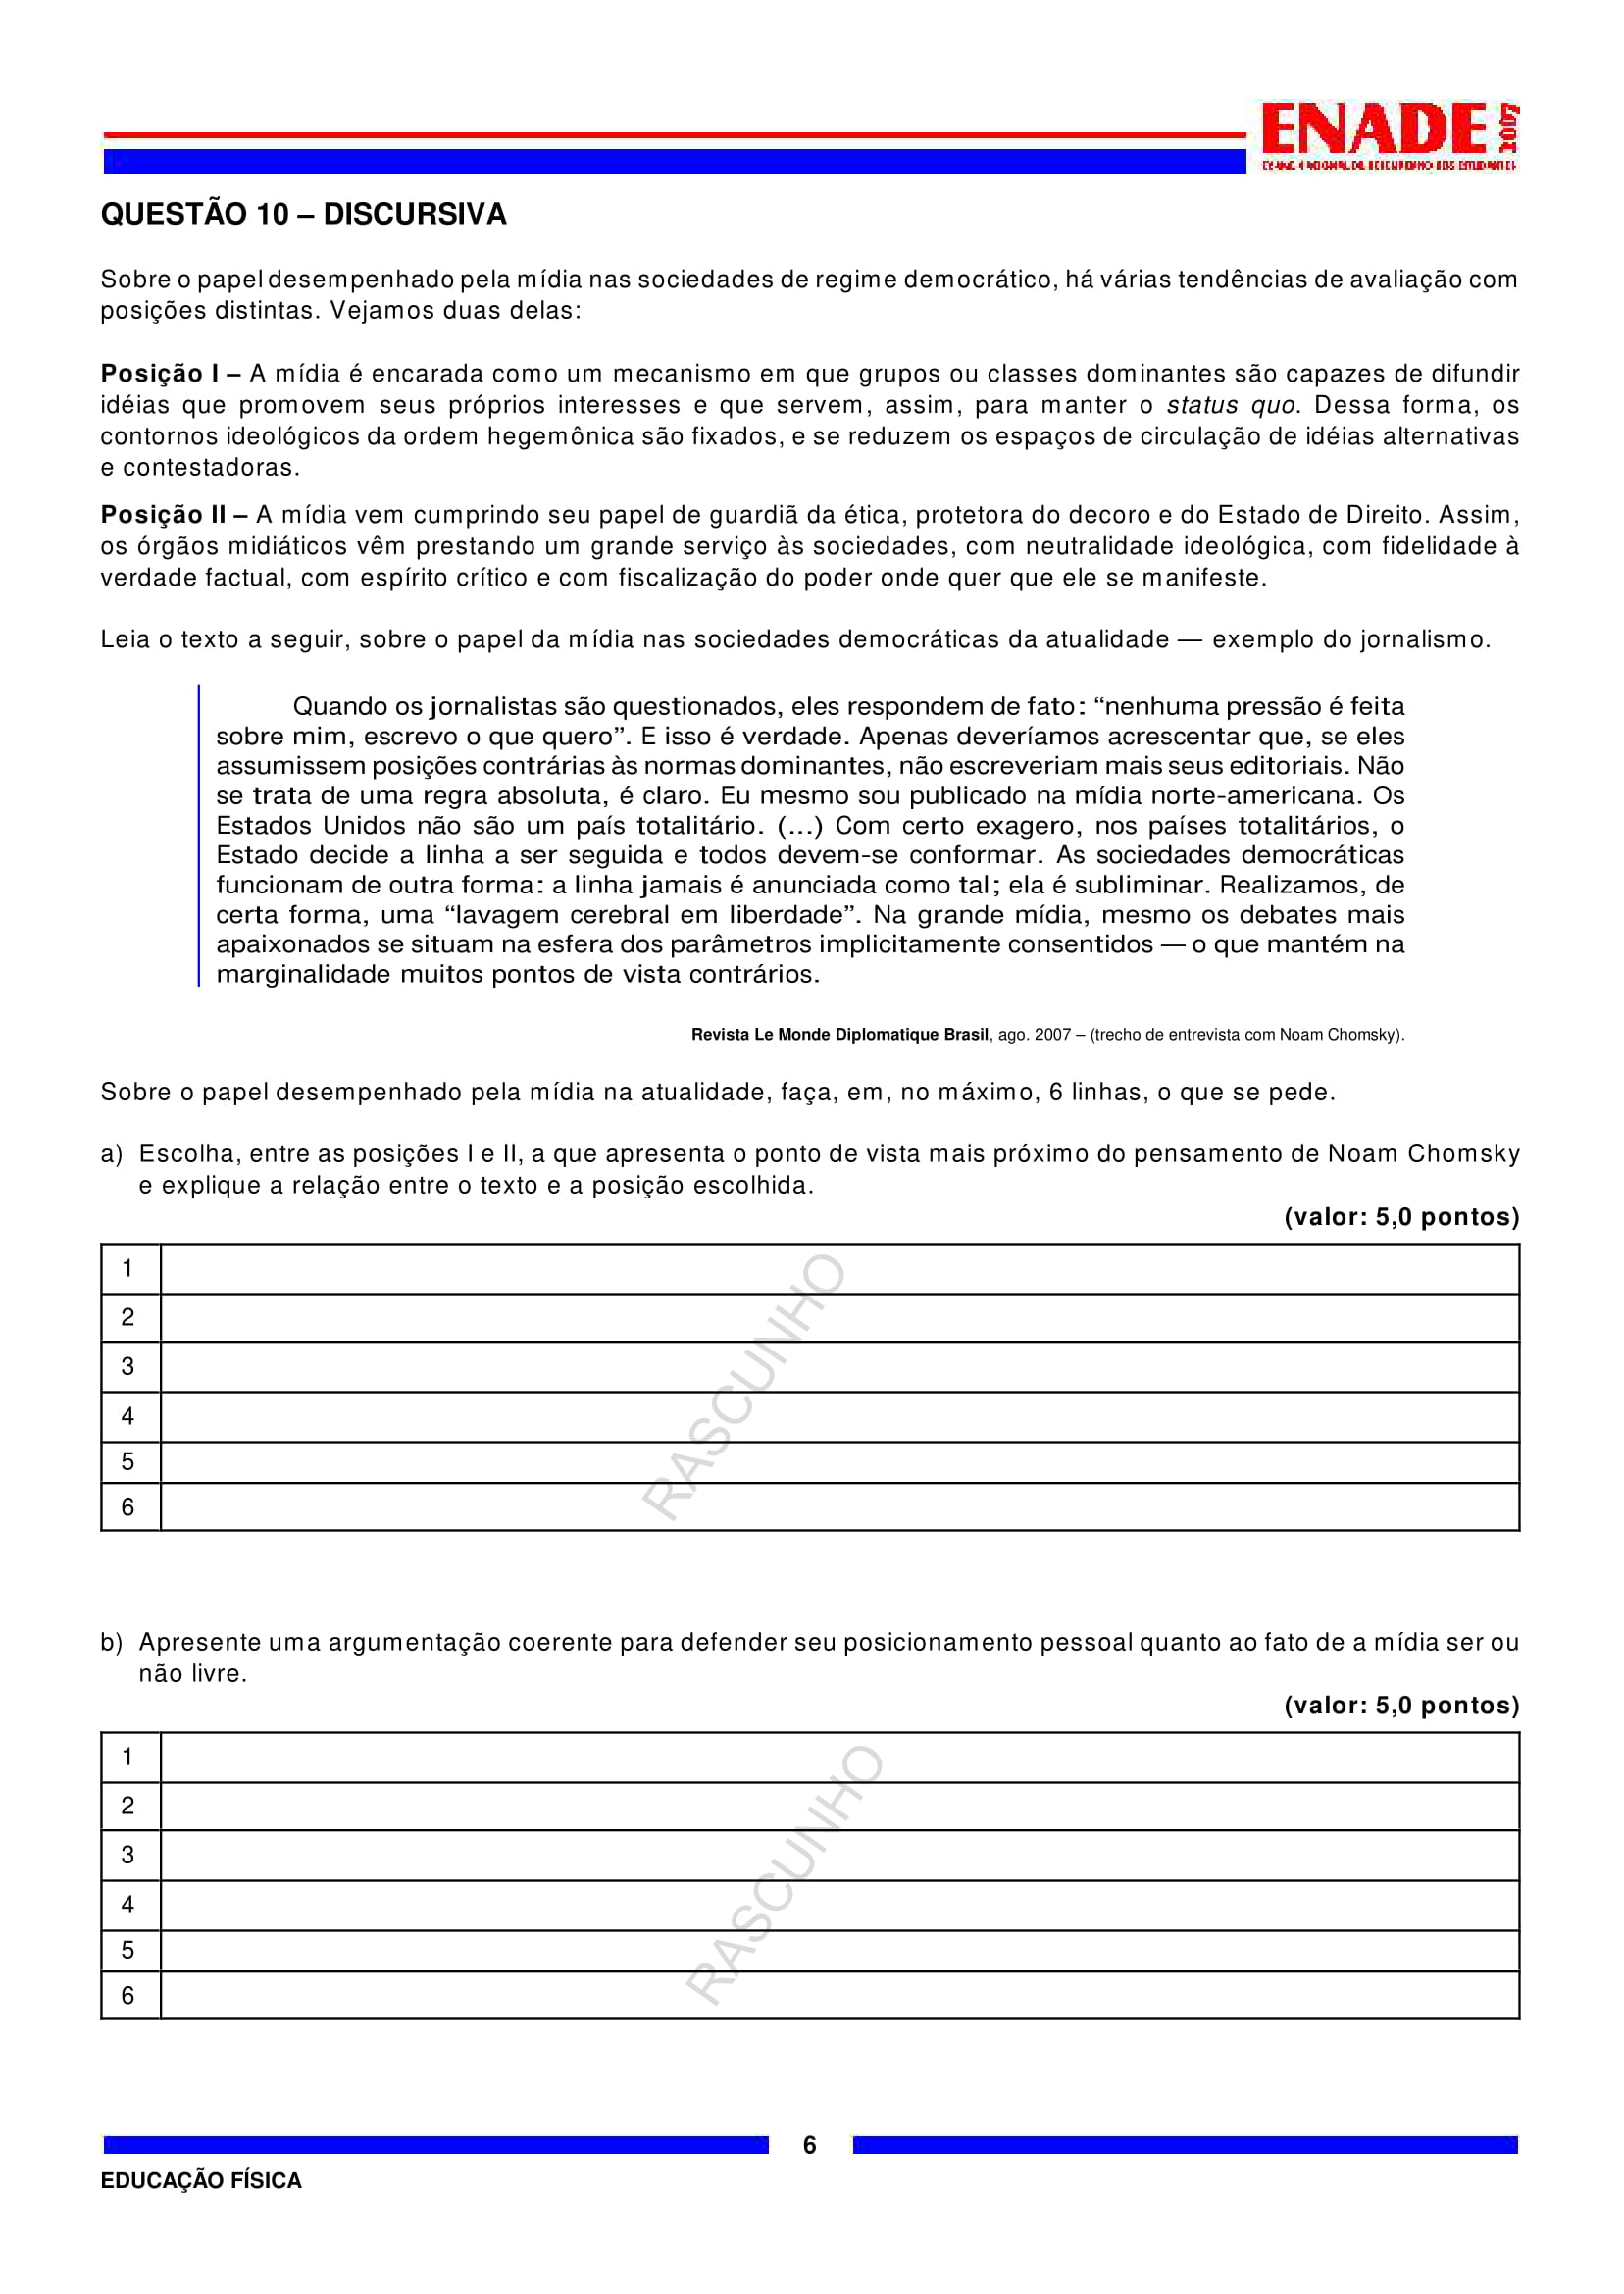 ENADE 2007
EXAME NACIONAL DE DESEMPENHO DOS ESTUDANTES
QUESTÃO 10 – DISCURSIVA
Sobre o papel desempenhado pela mídia nas sociedades de regime democrático, há várias tendências de avaliação com
posições distintas. Vejamos duas delas:
Posição I – A mídia é encarada como um mecanismo em que grupos ou classes dominantes são capazes de difundir
idéias que promovem seus próprios interesses e que servem, assim, para manter o status quo. Dessa forma, os
contornos ideológicos da ordem hegemônica são fixados, e se reduzem os espaços de circulação de idéias alternativas
e contestadoras.
Posição II – A mídia vem cumprindo seu papel de guardiã da ética, protetora do decoro e do Estado de Direito. Assim,
os órgãos midiáticos vêm prestando um grande serviço às sociedades, com neutralidade ideológica, com fidelidade à
verdade factual, com espírito crítico e com fiscalização do poder onde quer que ele se manifeste.
Leia o texto a seguir, sobre o papel da mídia nas sociedades democráticas da atualidade — exemplo do jornalismo.
Quando os jornalistas são questionados, eles respondem de fato: “nenhuma pressão é feita
sobre mim, escrevo o que quero”. E isso é verdade. Apenas deveríamos acrescentar que, se eles
assumissem posições contrárias às normas dominantes, não escreveriam mais seus editoriais. Não
se trata de uma regra absoluta, é claro. Eu mesmo sou publicado na mídia norte-americana. Os
Estados Unidos não são um país totalitário. (...) Com certo exagero, nos países totalitários, o
Estado decide a linha a ser seguida e todos devem-se conformar. As sociedades democráticas
funcionam de outra forma: a linha jamais é anunciada como tal; ela é subliminar. Realizamos, de
certa forma, uma “lavagem cerebral em liberdade”. Na grande mídia, mesmo os debates mais
apaixonados se situam na esfera dos parâmetros implicitamente consentidos — o que mantém na
marginalidade muitos pontos de vista contrários.
Revista Le Monde Diplomatique Brasil, ago. 2007 – (trecho de entrevista com Noam Chomsky).
Sobre o papel desempenhado pela mídia na atualidade, faça, em, no máximo, 6 linhas, o que se pede.
a) Escolha, entre as posições I e II, a que apresenta o ponto de vista mais próximo do pensamento de Noam Chomsky
e explique a relação entre o texto e a posição escolhida.
(valor: 5,0 pontos)
1
2
3
4
5
6
RASCUNHO
b) Apresente uma argumentação coerente para defender seu posicionamento pessoal quanto ao fato de a mídia ser ou
não livre.
(valor: 5,0 pontos)
1
2
3
4
5
6
RASCUNHO
6
EDUCAÇÃO FÍSICA